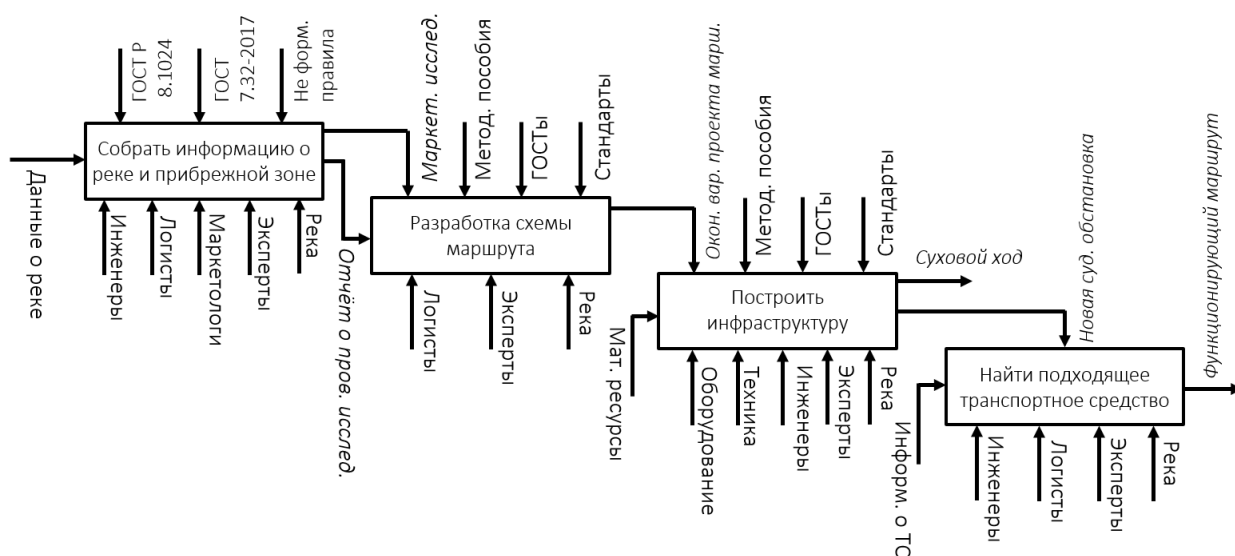 ГОСТ Р
8.1024
ГОСТ
7.32-2017
Не форм.
правила
Данные о реке
Собрать информацию о
реке и прибрежной зоне
Инженеры
Логисты
Маркетологи
Эксперты
Река
Маркет. исслед.
Отчёт о пров. исслед.
Метод. пособия
ГОСТы
Стандарты
Разработка схемы
маршрута
Логисты
Эксперты
Река
Окон. вар. проекта марш.
Метод. пособия
ГОСТы
Стандарты
Мат. ресурсы
Построить
инфраструктуру
Оборудование
Техника
Инженеры
Эксперты
Река
Суховой ход
Новая суд. обстановка
Информ. о ТС
Найти подходящее
транспортное средство
Инженеры
Логисты
Эксперты
Река
функционирующий маршрут